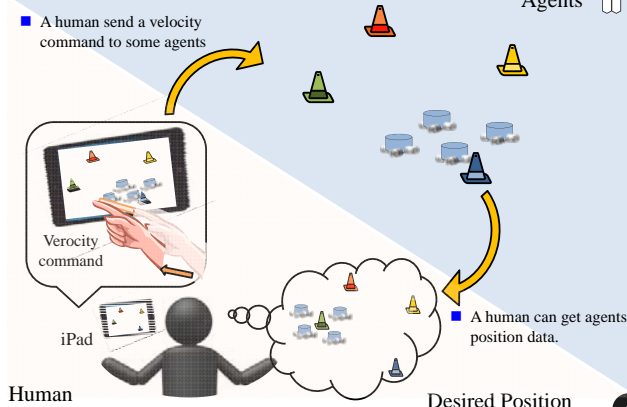 Agents
A human send a velocity
command to some agents
Verocity
command
iPad
A human can get agents
position data.
Human
Desired Position